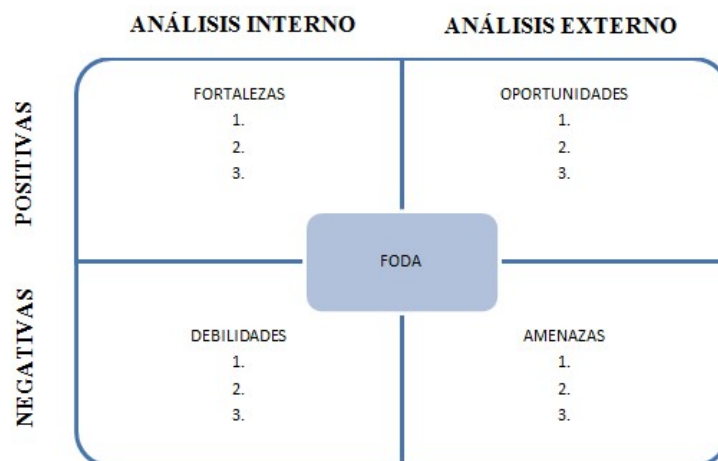 ANÁLISIS INTERNO
ANÁLISIS EXTERNO
POSITIVAS
FORTALEZAS
1.
2.
3.
OPORTUNIDADES
1.
2.
3.
FODA
NEGATIVAS
DEBILIDADES
1.
2.
3.
AMENAZAS
1.
2.
3.